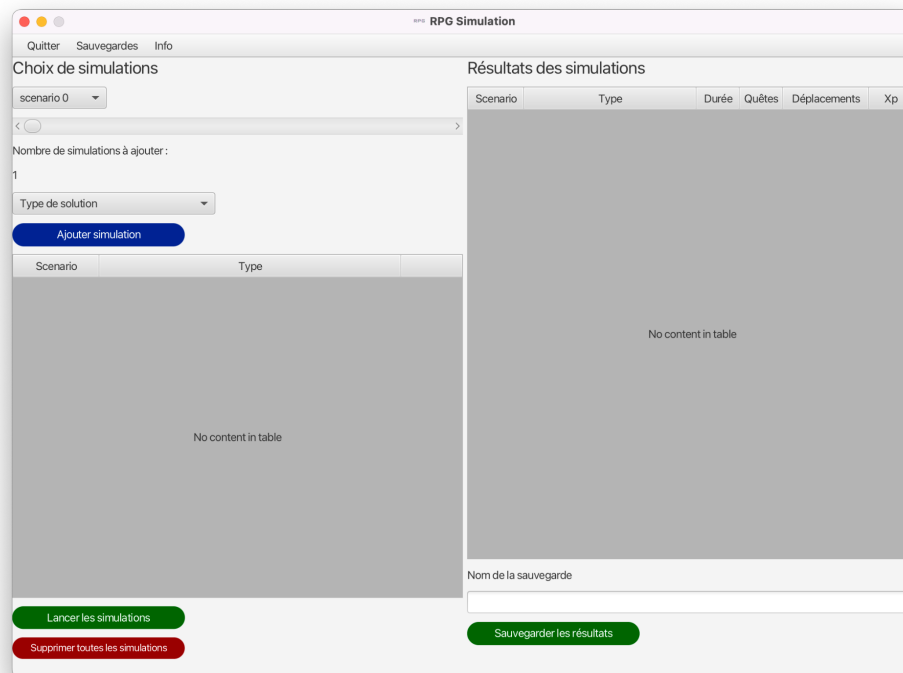 RPG RPG Simulation
Quitter Sauvegardes Info
Choix de simulations
scenario 0
Nombre de simulations à ajouter :
1
Type de solution
Ajouter simulation
Scenario Type
No content in table
Lancer les simulations
Supprimer toutes les simulations
Résultats des simulations
Scenario Type Durée Quêtes Déplacements Xp
No content in table
Nom de la sauvegarde
Sauvegarder les résultats